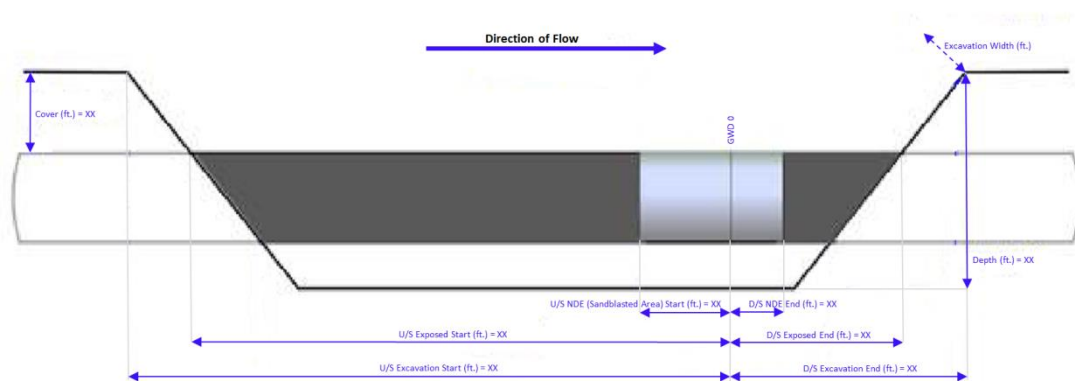 Direction of Flow
Excavation Width (ft.)
Cover (ft.) = XX
GWD 0
Depth (ft.) = XX
U/S NDE (Sandblasted Area) Start (ft.) = XX
D/S NDE End (ft.) = XX
U/S Exposed Start (ft.) = XX
D/S Exposed End (ft.) = XX
U/S Excavation Start (ft.) = XX
D/S Excavation End (ft.) = XX